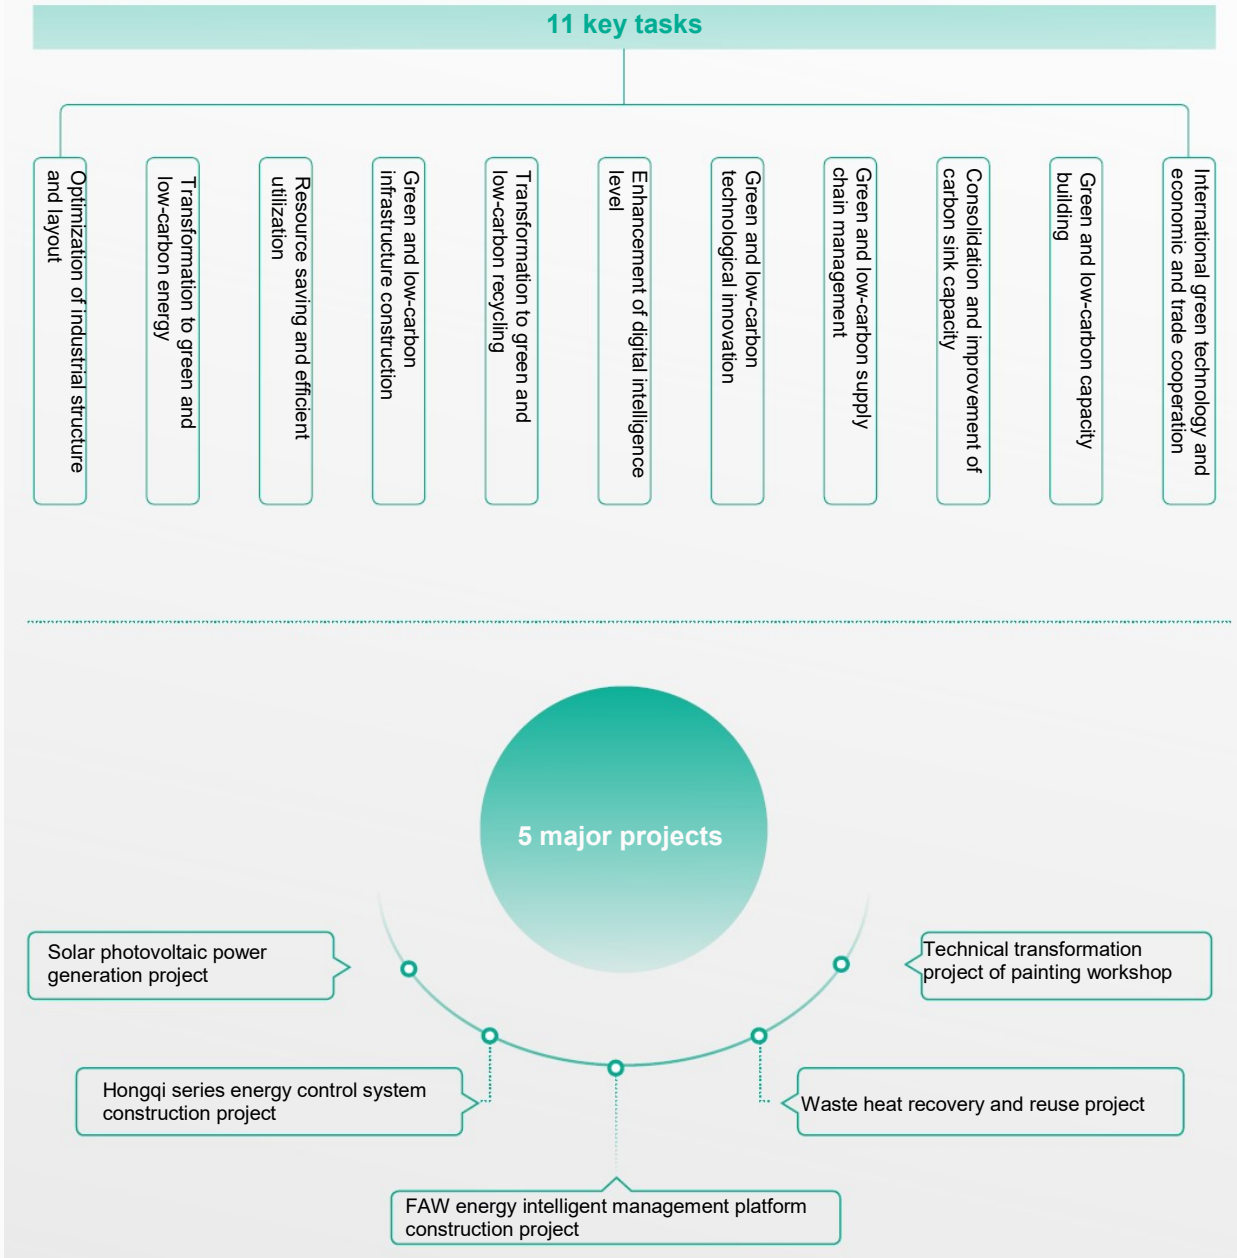 11 key tasks
Optimization of industrial structure
and layout
Transformation to green and
low-carbon energy
Resource saving and efficient
utilization
Green and low-carbon
infrastructure construction
Transformation to green and
low-carbon recycling
Enhancement of digital intelligence
level
Green and low-carbon
technological innovation
Green and low-carbon supply
chain management
Consolidation and improvement of
carbon sink capacity
Green and low-carbon capacity
building
International green technology and
economic and trade cooperation
5 major projects
Solar photovoltaic power
generation project
Technical transformation
project of painting workshop
Hongqi series energy control system
construction project
Waste heat recovery and reuse project
FAW energy intelligent management platform
construction project